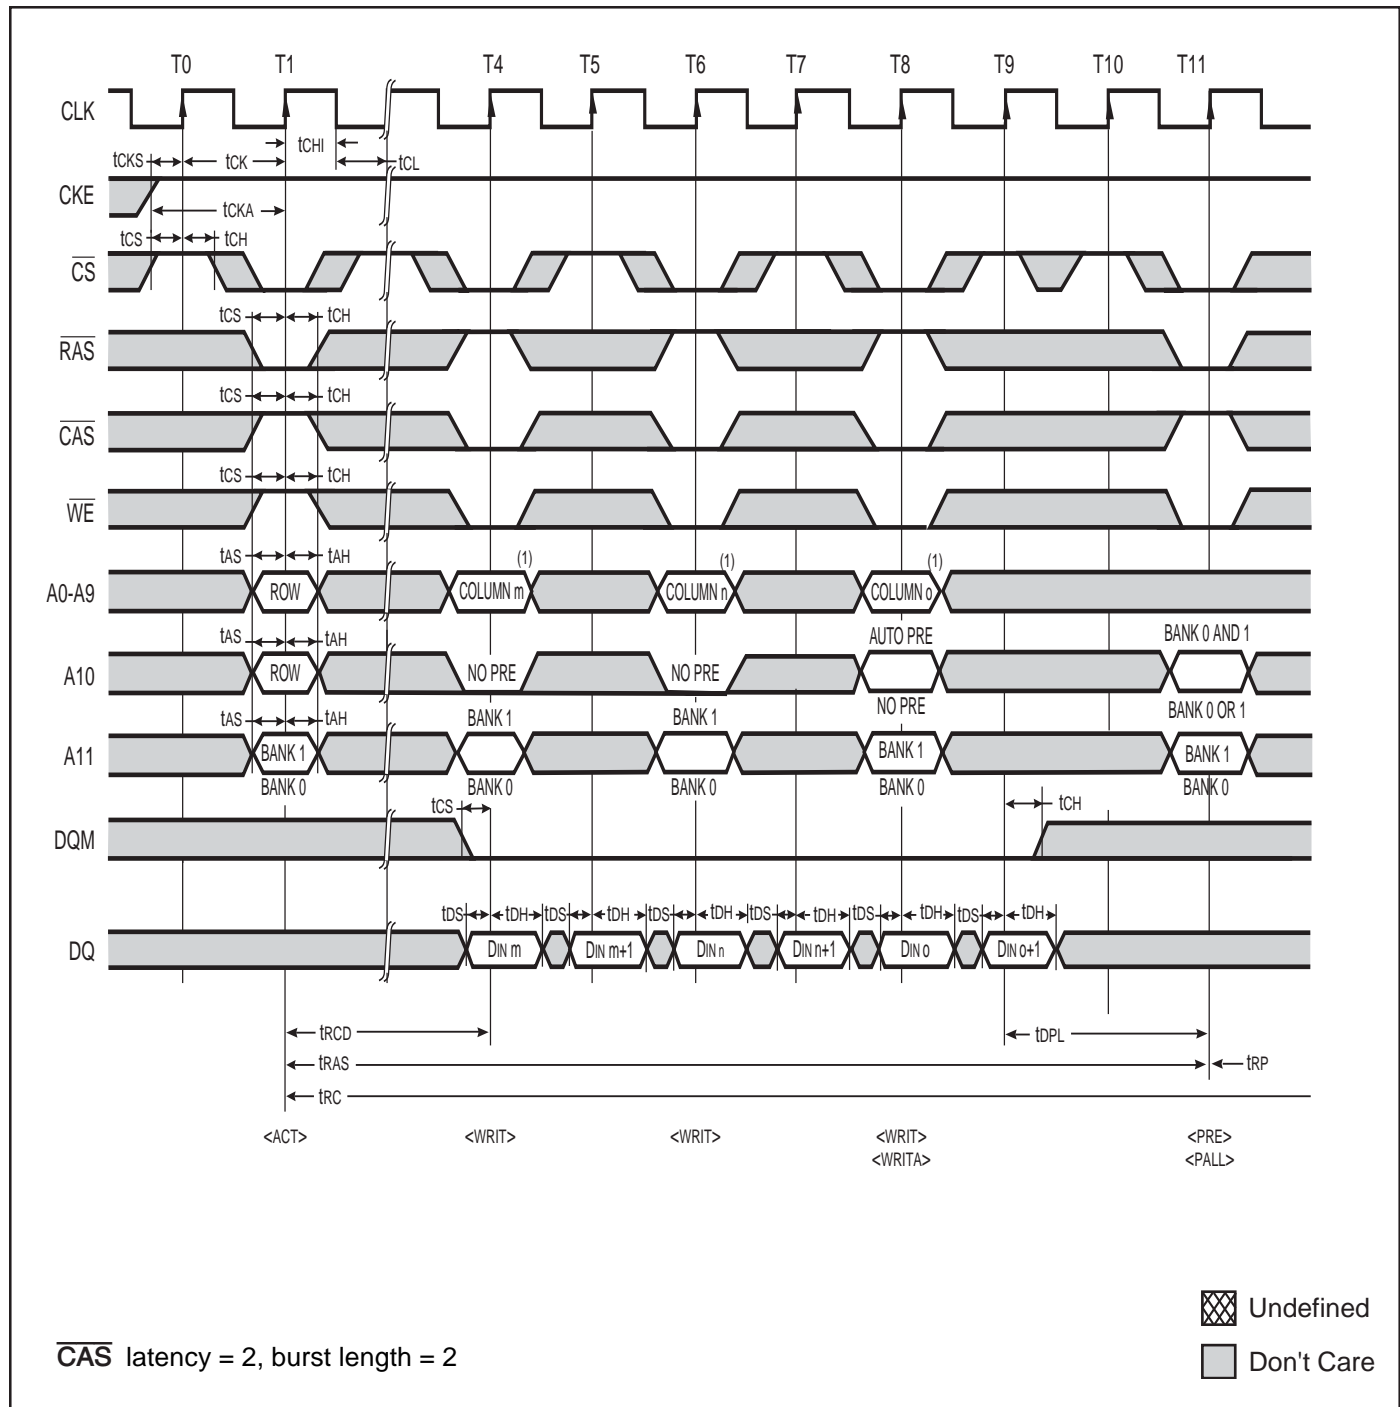 T0 T1 T4 T5 T6 T7 T8 T9 T10 T11
CLK
tCHI
tCKS tCK tCL
CKE
tCKA
tCS tCH
CS
tCS tCH
RAS
tCS tCH
CAS
tCS tCH
WE
tAS tAH (1) (1) (1)
A0-A9 ROW COLUMN m COLUMN n COLUMN o
tAS tAH AUTO PRE BANK 0 AND 1
A10 ROW NO PRE NO PRE
NO PRE BANK 0 OR 1
tAS tAH BANK 1 BANK 1
A11 BANK 1 BANK 1 BANK 1
BANK 0 BANK 0 BANK 0 BANK 0 BANK 0
tCS tCH
DQM
tDS tDH tDS tDH tDS tDH tDS tDH tDS tDH tDS tDH
DQ DIN m DIN m+1 DIN n DIN n+1 DIN o DIN o+1
tRCD tDPL
tRAS tRP
tRC
<ACT> <WRIT> <WRIT> <WRIT> <PRE>
<WRITA> <PALL>
Undefined
CAS latency = 2, burst length = 2
Don't Care